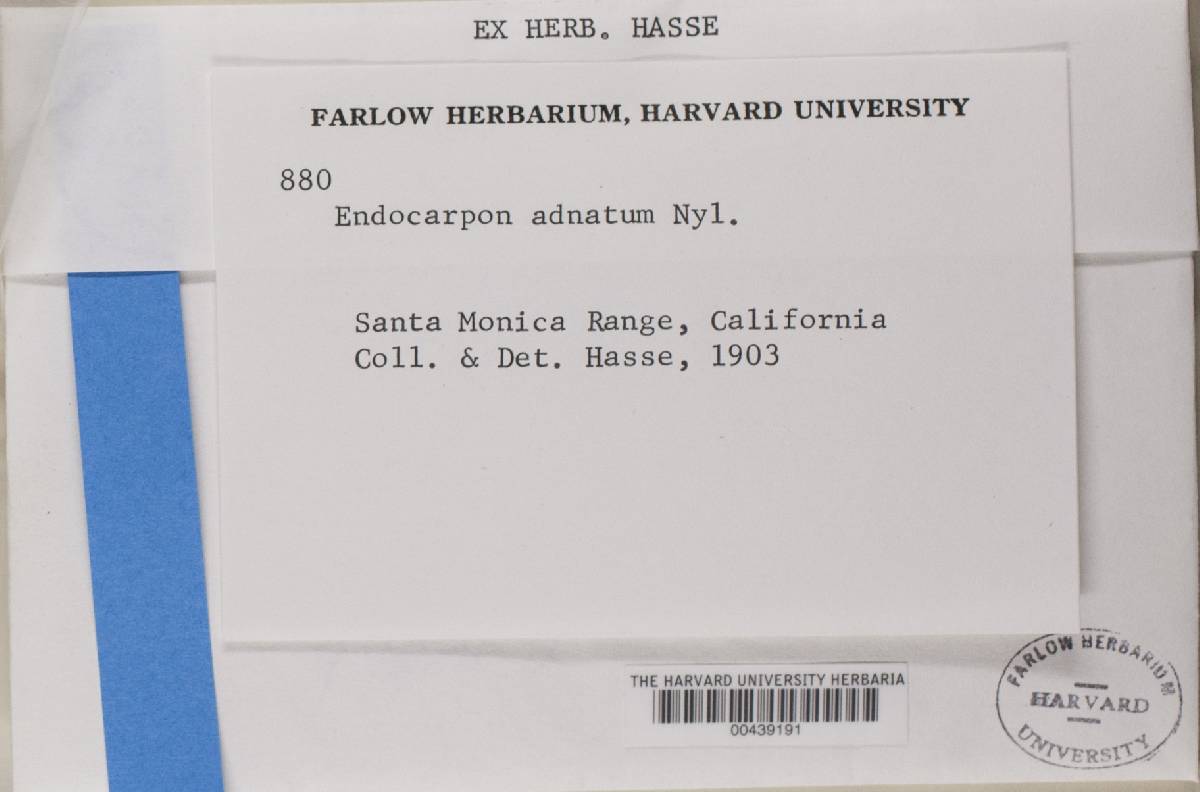 EX HERB. HASSE
FARLOW HERBARIUM, HARVARD UNIVERSITY
880
Endocarpon adnatum Nyl.
Santa Monica Range, California
Coll. & Det. Hasse, 1903
THE HARVARD UNIVERSITY HERBARIA
00439191
FARLOW HERBARIUM
HARVARD
UNIVERSITY